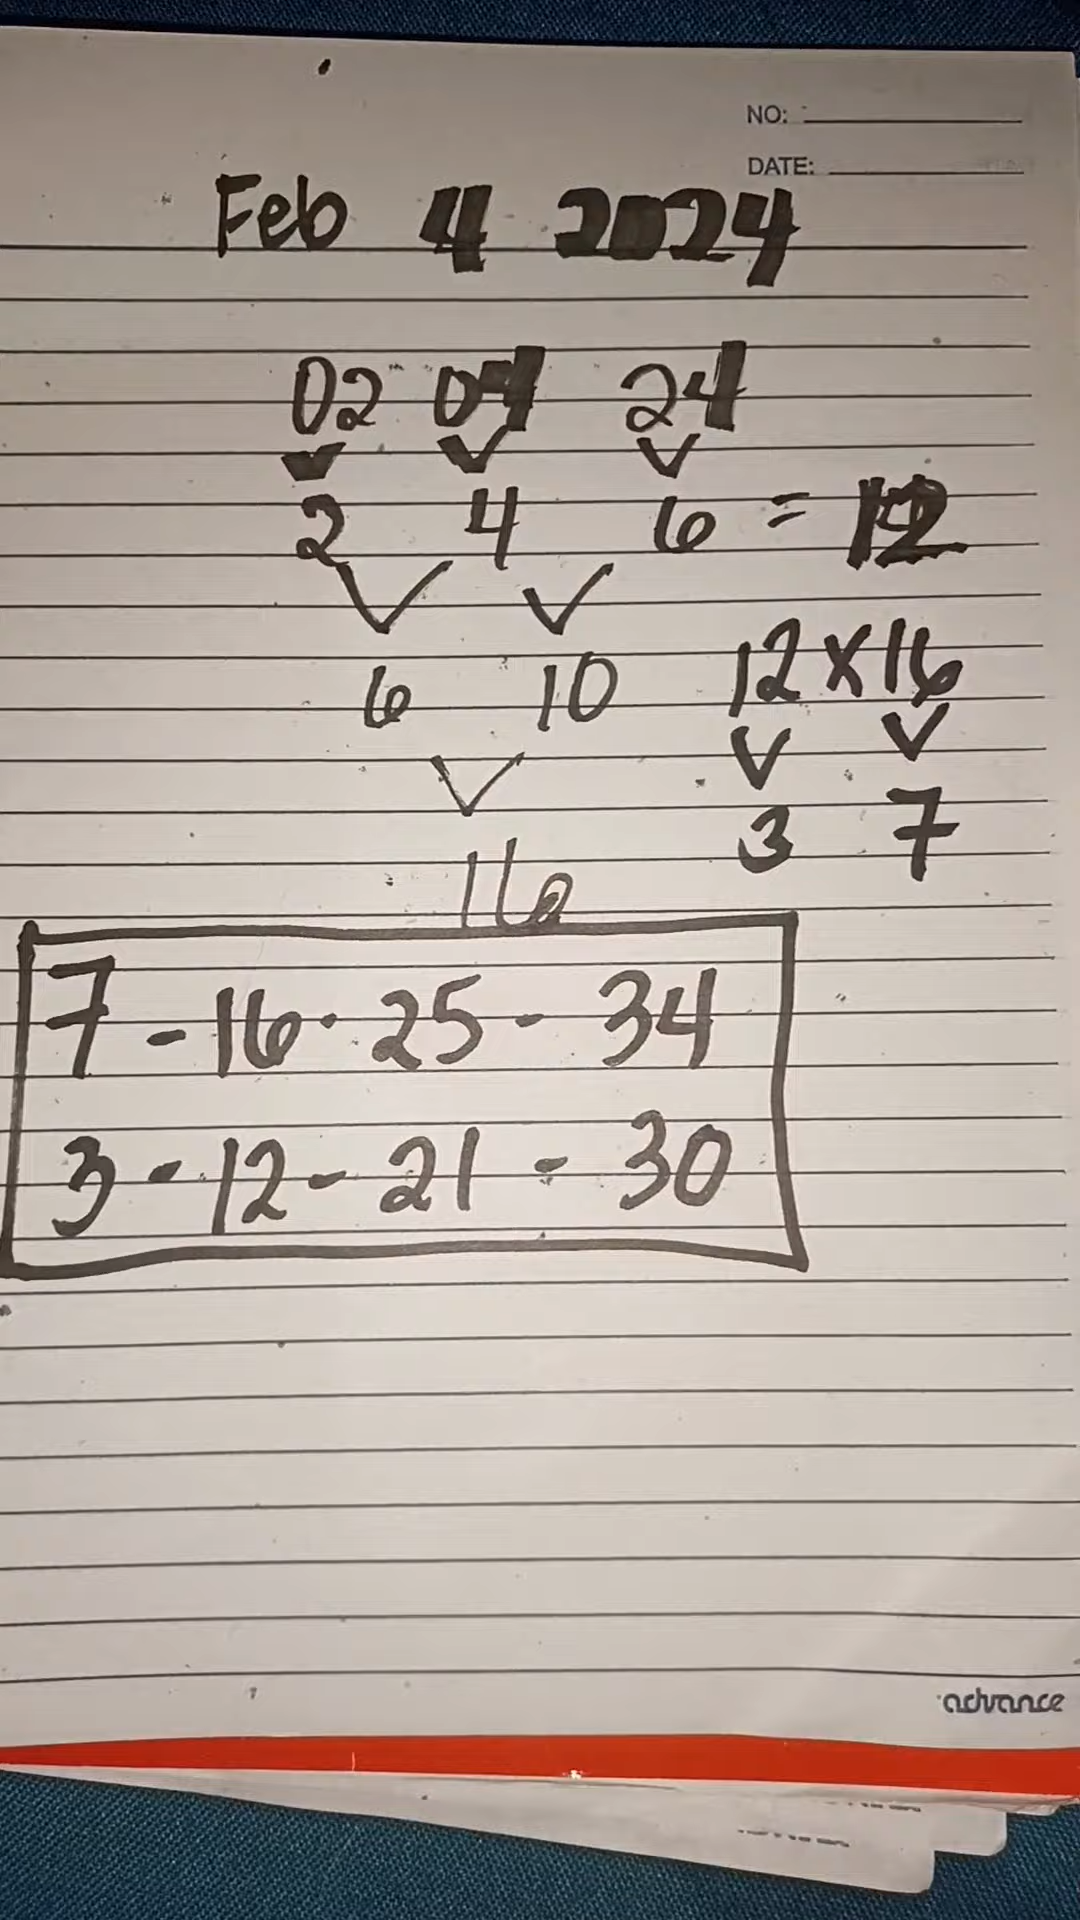 NO:
DATE:
Feb 4 2024
02 04 24
2 4 6 = 12
6 10 12 x 16
3 7
16
7 - 16 - 25 - 34
3 - 12 - 21 - 30
advance